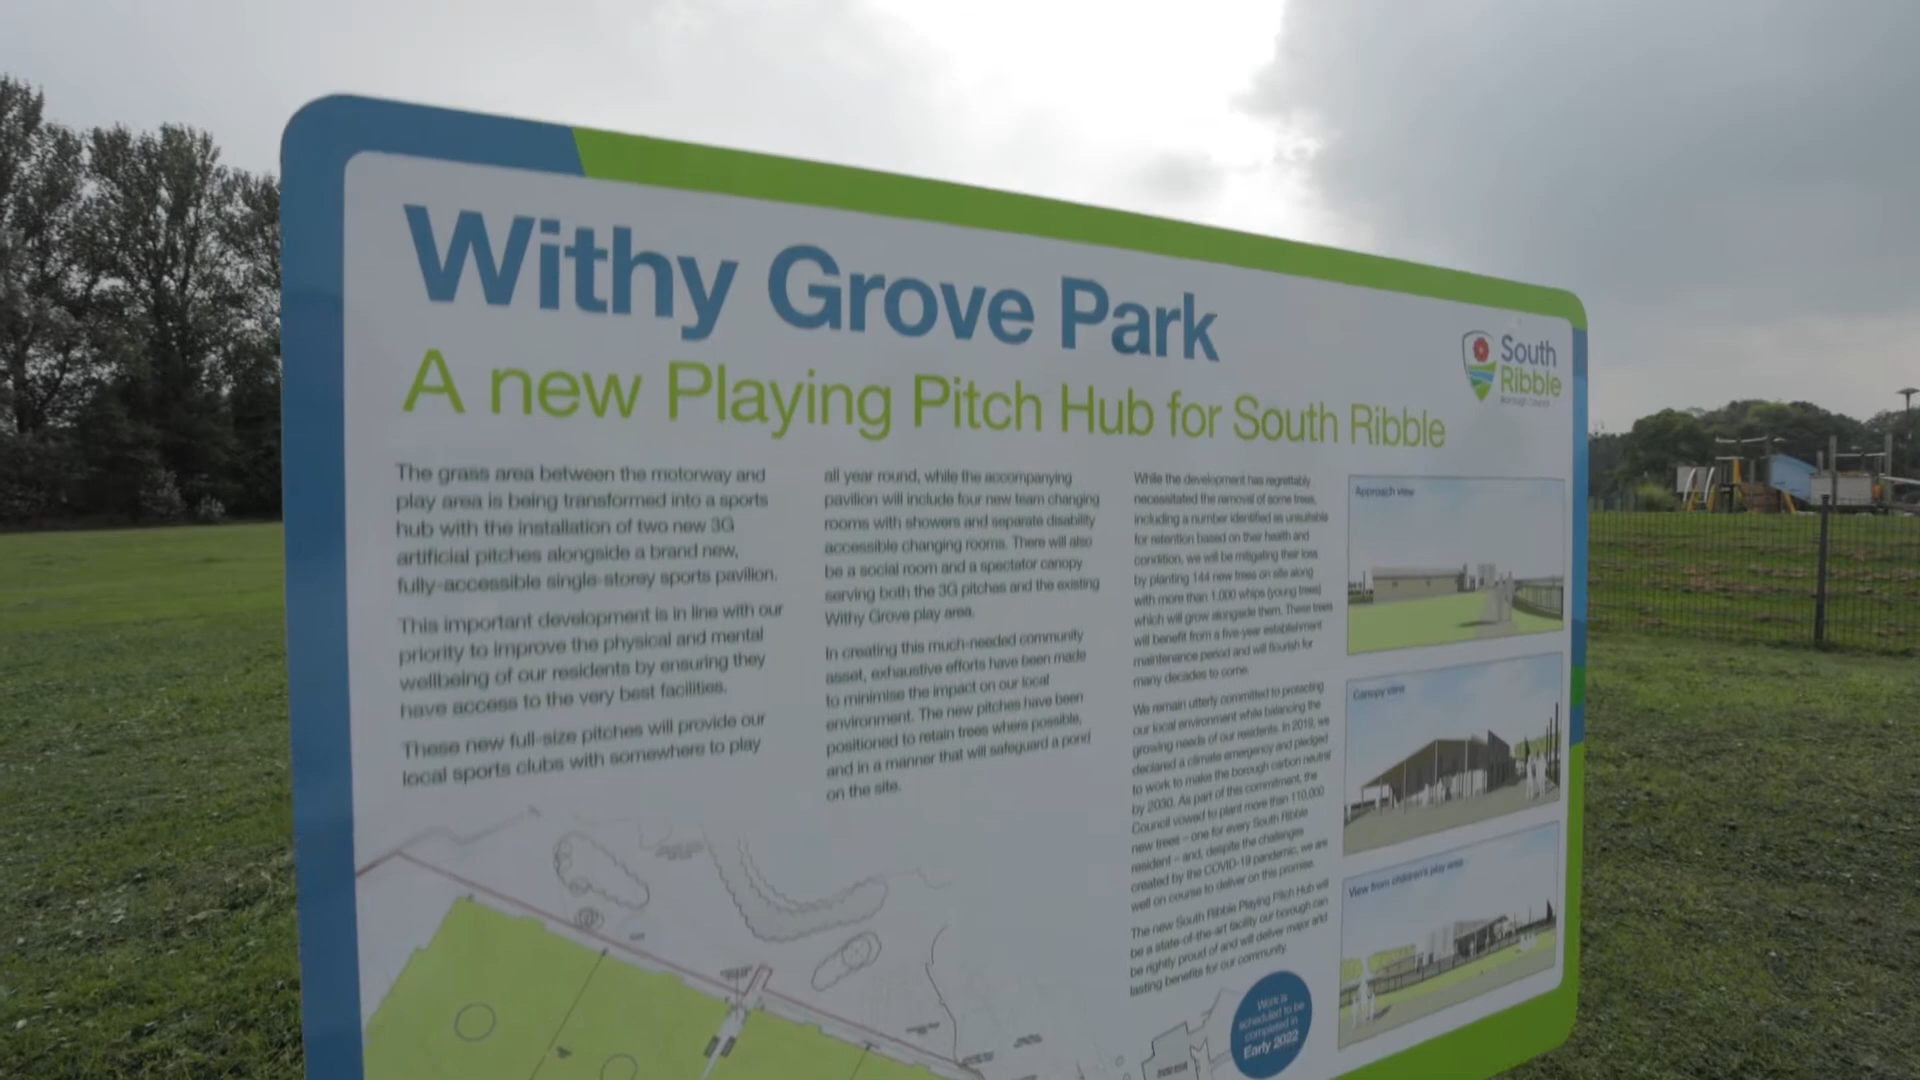 Withy Grove Park
A new Playing Pitch Hub for South Ribble
South
Ribble
Borough Council
The grass area between the motorway and
play area is being transformed into a sports
hub with the installation of two new 3G
artificial pitches alongside a brand new,
fully-accessible single-storey sports pavilion.
This important development is in line with our
priority to improve the physical and mental
wellbeing of our residents by ensuring they
have access to the very best facilities.
These new full-size pitches will provide our
local sports clubs with somewhere to play
all year round, while the accompanying
pavilion will include four new team changing
rooms with showers and separate disability
accessible changing rooms. There will also
be a social room and a spectator canopy
serving both the 3G pitches and the existing
Withy Grove play area.
In creating this much-needed community
asset, exhaustive efforts have been made
to minimise the impact on our local
environment. The new pitches have been
positioned to retain trees where possible,
and in a manner that will safeguard a pond
on the site.
While the development has regrettably
necessitated the removal of some trees,
including a number identified as unsuitable
for retention based on their health and
condition, we will be mitigating their loss
by planting 144 new trees on site along
with more than 1,000 whips (young trees)
which will grow alongside them. These trees
will benefit from a five-year establishment
maintenance period and will flourish for
many decades to come.
We remain utterly committed to protecting
our local environment while balancing the
growing needs of our residents. In 2019, we
declared a climate emergency and pledged
to work to make the borough carbon neutral
by 2030. As part of this commitment, the
Council vowed to plant more than 110,000
new trees – one for every South Ribble
resident – and, despite the challenges
created by the COVID-19 pandemic, we are
well on course to deliver on this promise.
The new South Ribble Playing Pitch Hub will
be a state-of-the-art facility our borough can
be rightly proud of and will deliver major and
lasting benefits for our community.
Approach view
Canopy view
View from children's play area
Work is
scheduled to be
completed in
Early 2022